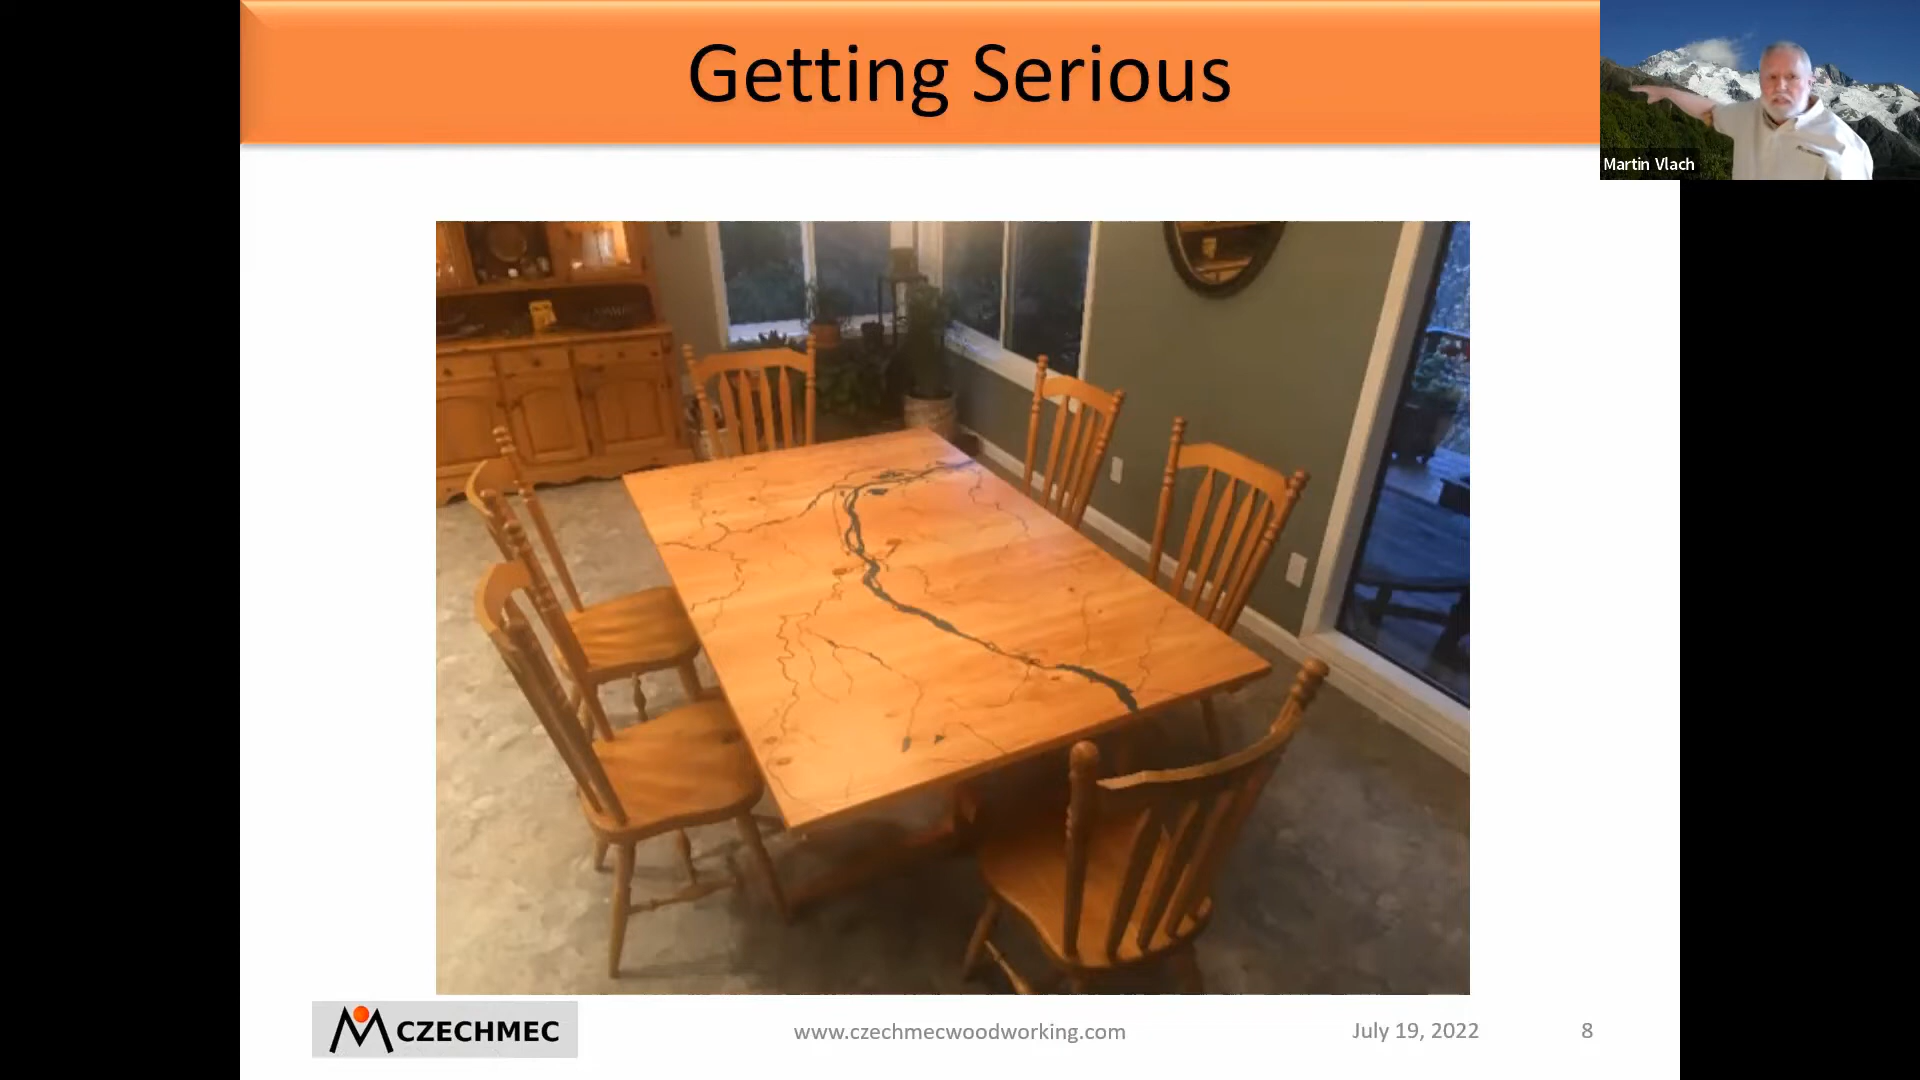 Getting Serious
Martin Vlach
CZECHMEC
www.czechmecwoodworking.com
July 19, 2022
8